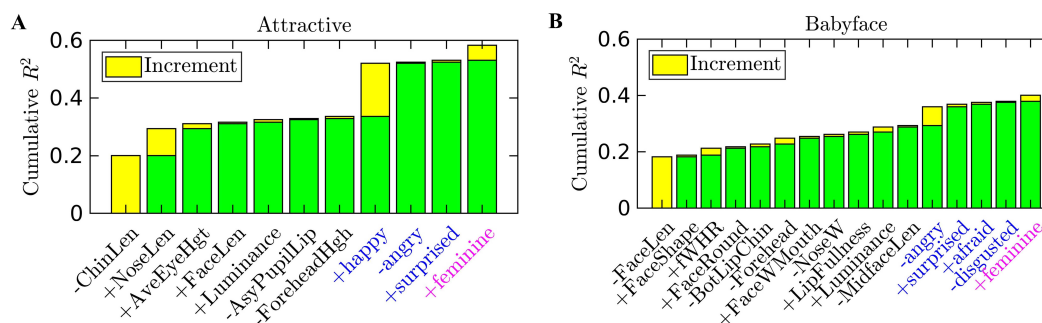 A
Attractive
Cumulative R²
0.6
0.4
0.2
0
Increment
-ChinLen
+NoseLen
+AveEyeHgt
+FaceLen
+Luminance
-AsyPupilLip
-ForeheadHgh
+happy
-angry
+surprised
+feminine
B
Babyface
Cumulative R²
0.6
0.4
0.2
0
Increment
-FaceLen
+FaceShape
+fWHR
+FaceRound
-BotLipChin
-Forehead
+FaceWMouth
-NoseW
+LipFullness
+Luminance
-MidfaceLen
-angry
+surprised
+afraid
-disgusted
+feminine